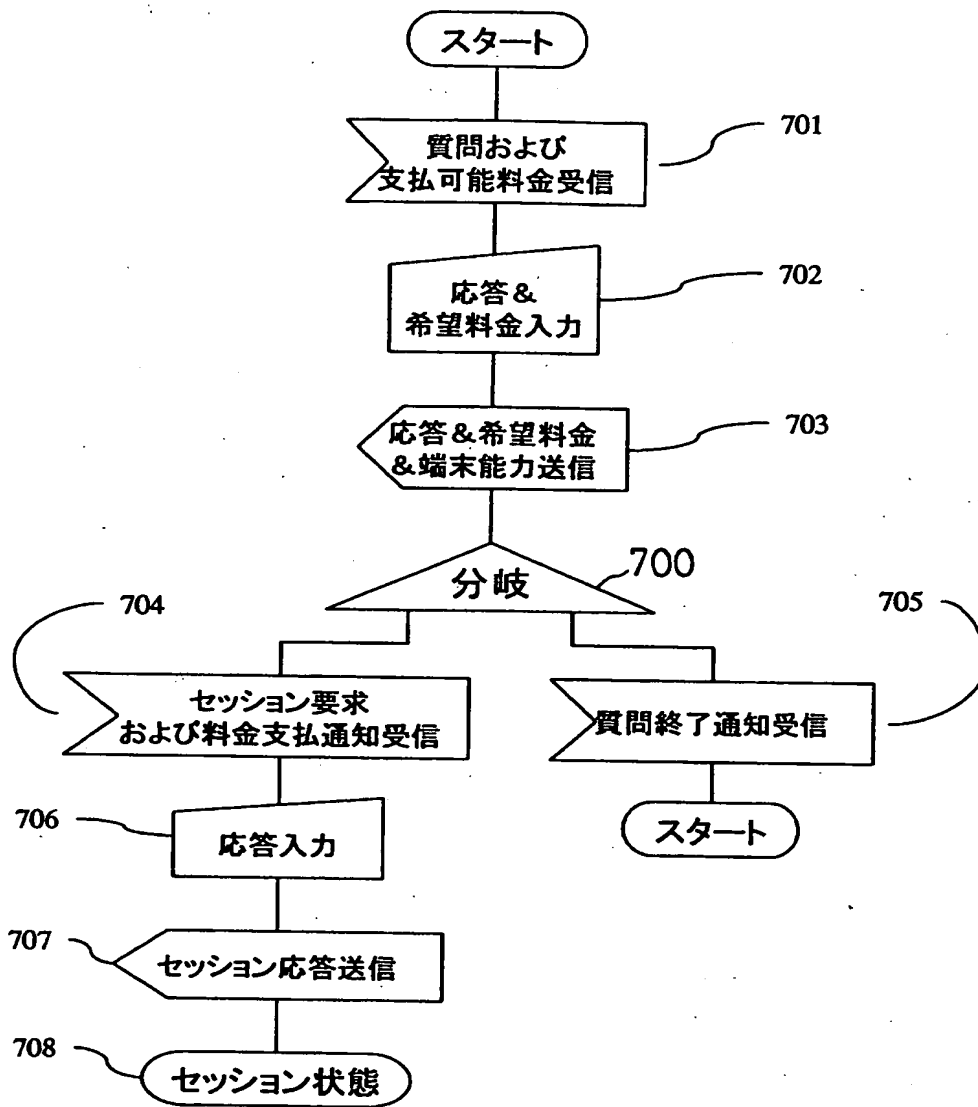 スタート
質問および
支払可能料金受信
701
応答&
希望料金入力
702
応答&希望料金
&端末能力送信
703
分岐
700
704
セッション要求
および料金支払通知受信
705
質問終了通知受信
706
応答入力
スタート
707
セッション応答送信
708
セッション状態